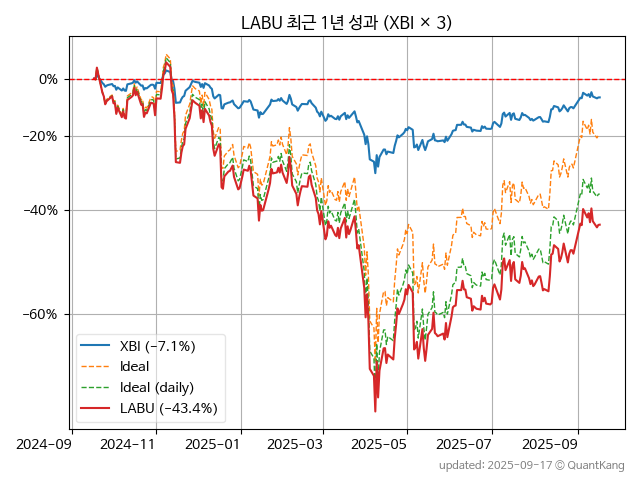 LABU 최근 1년 성과 (XBI × 3)
0%
−20%
−40%
−60%
XBI (−7.1%)
Ideal
Ideal (daily)
LABU (−43.4%)
2024−09
2024−11
2025−01
2025−03
2025−05
2025−07
2025−09
updated: 2025−09−17 © QuantKang